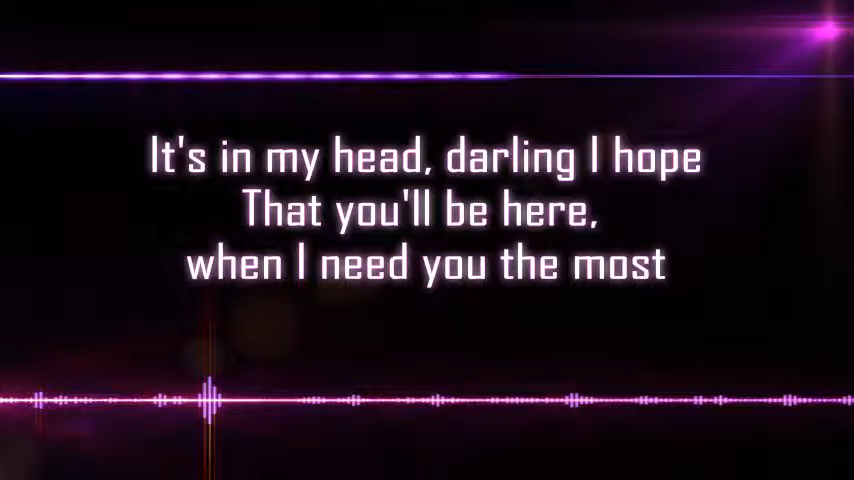 It's in my head, darling I hope
That you'll be here,
when I need you the most